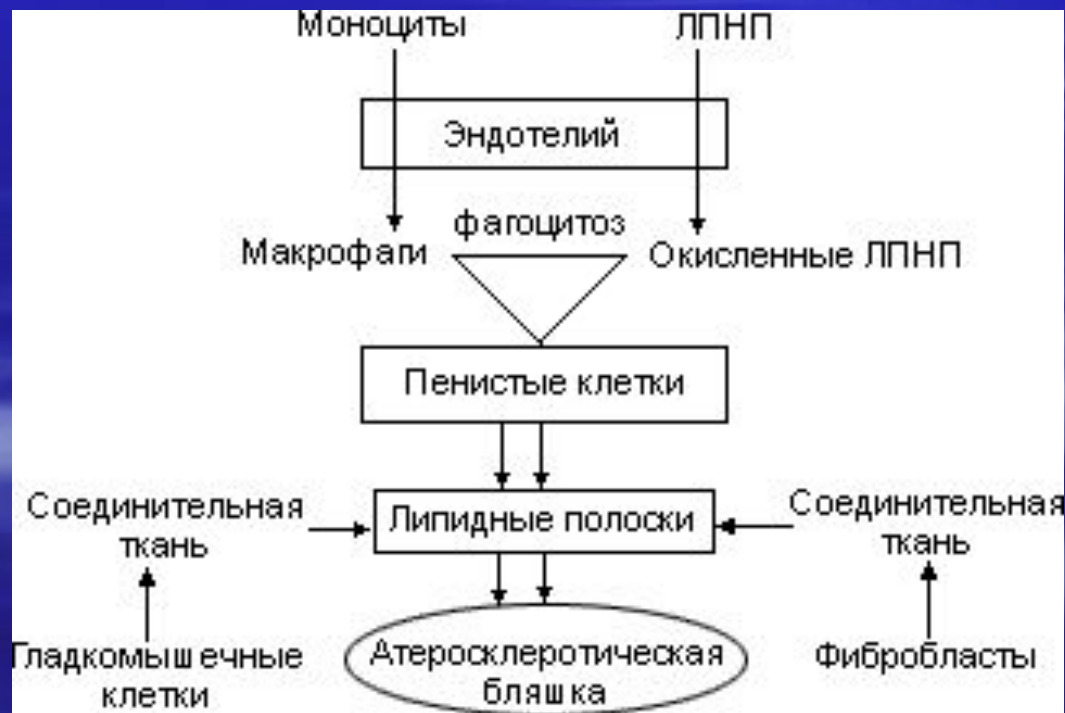 Моноциты
ЛПНП
Эндотелий
фагоцитоз
Макрофаги
Окисленные ЛПНП
Пенистые клетки
Соединительная
ткань
Липидные полоски
Соединительная
ткань
Гладкомышечные
клетки
Атеросклеротическая
бляшка
Фибробласты